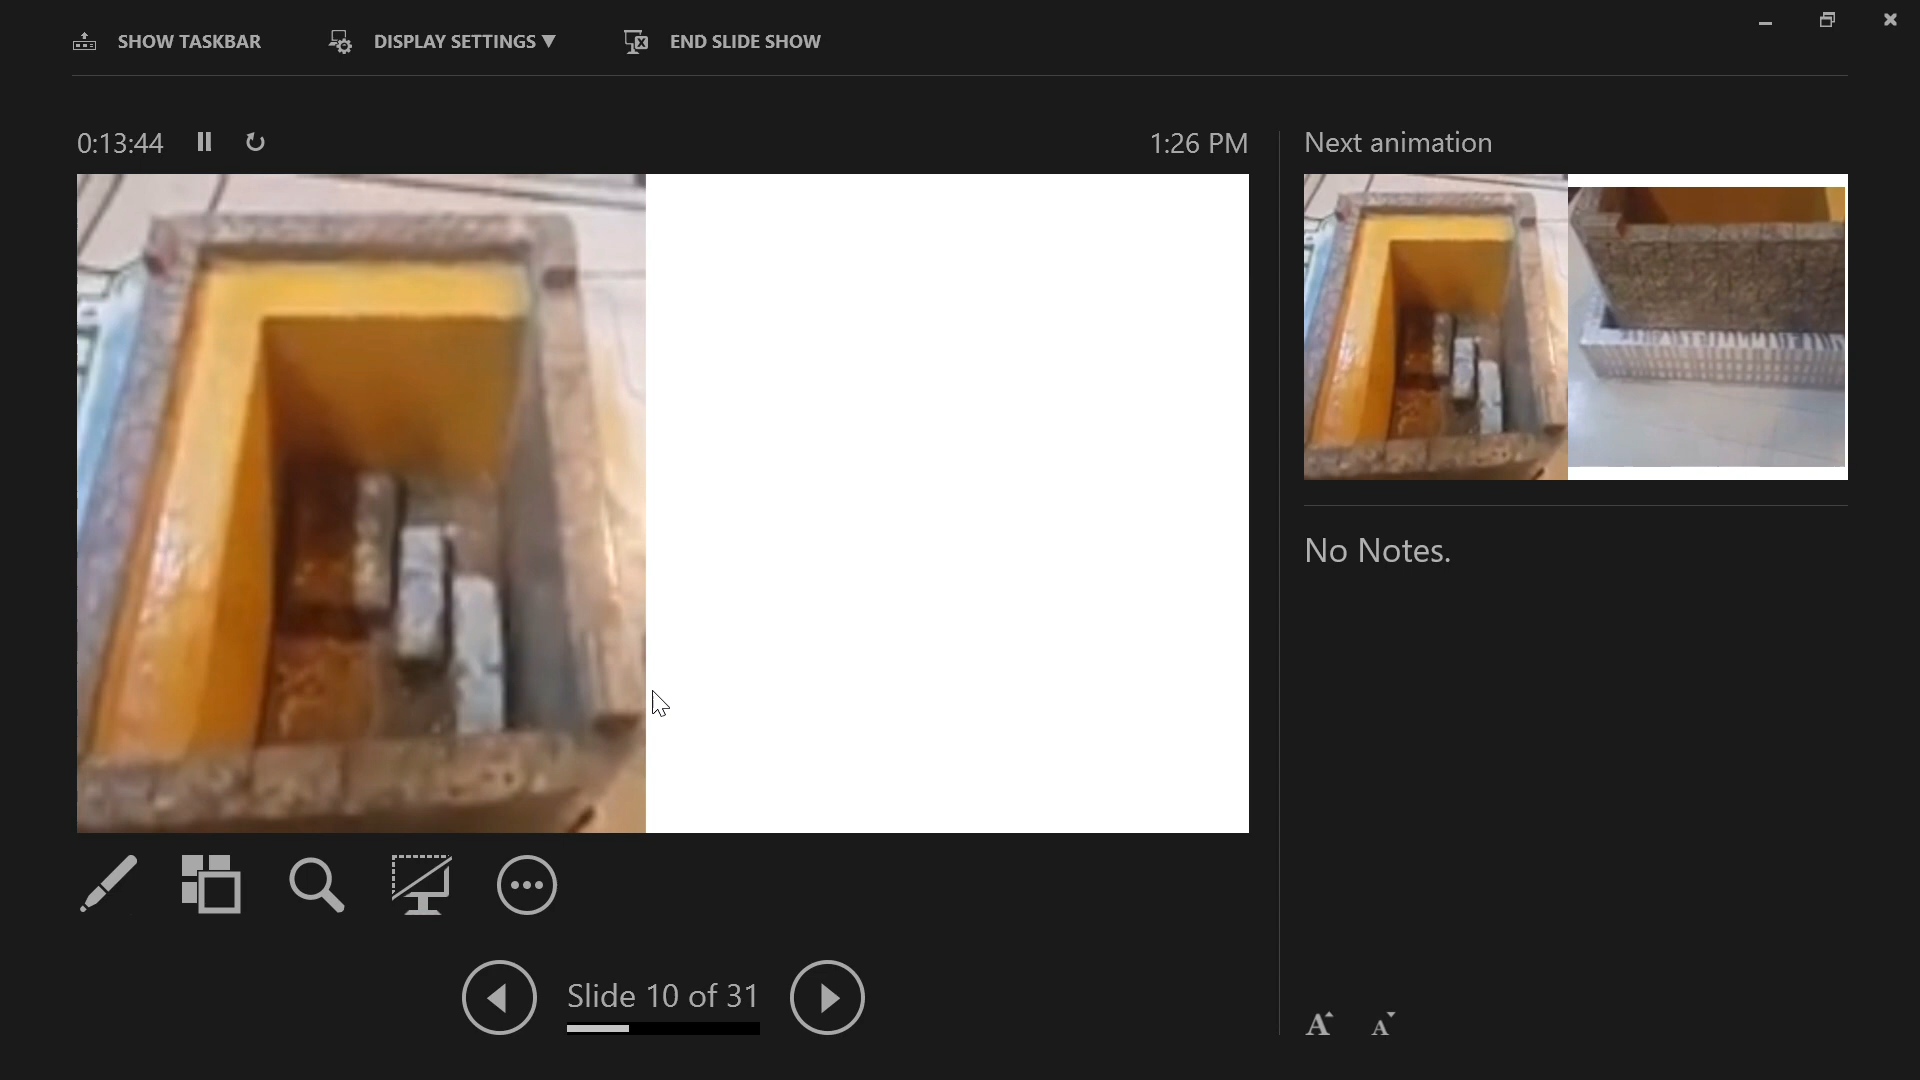 SHOW TASKBAR
DISPLAY SETTINGS ▼
END SLIDE SHOW
0:13:44
1:26 PM
Next animation
No Notes.
Slide 10 of 31
A
A